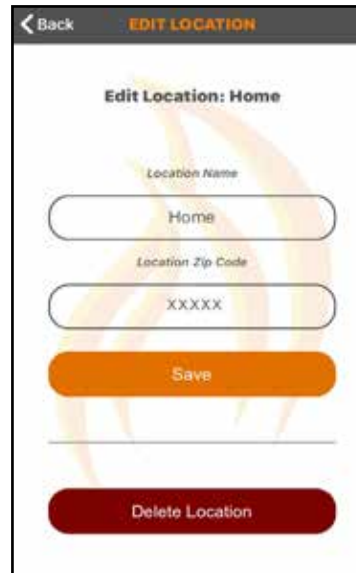 Back EDIT LOCATION
Edit Location: Home
Location Name
Home
Location Zip Code
XXXXX
Save
Delete Location